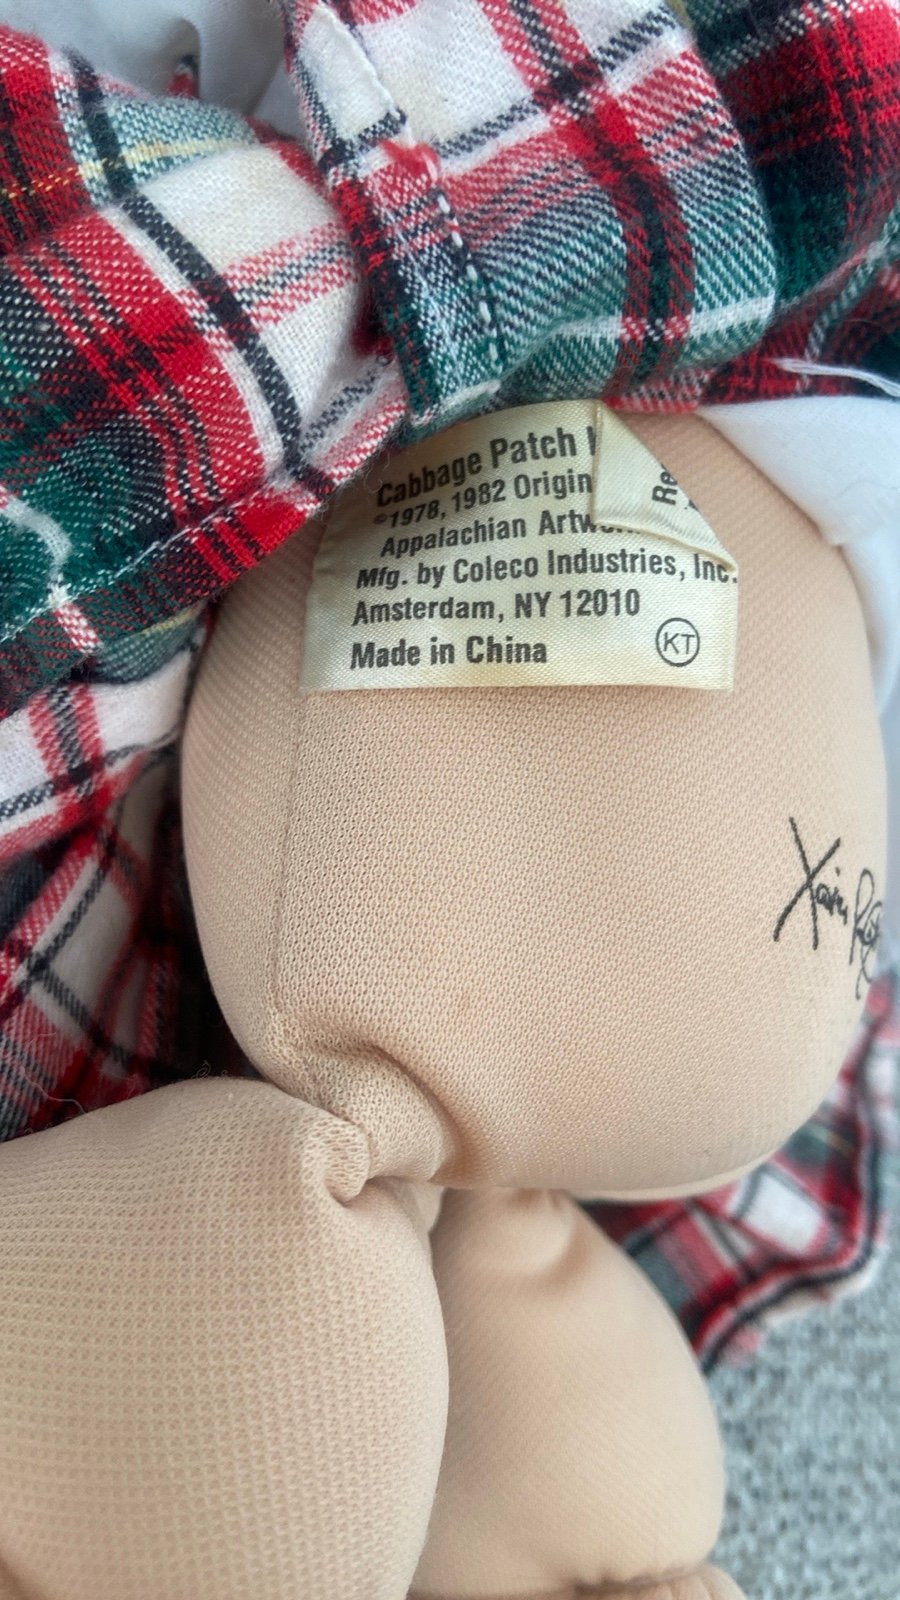 Cabbage Patch
©1978, 1982 Origin
Appalachian Artw
Mfg. by Coleco Industries, Inc.
Amsterdam, NY 12010
Made in China
KT
Re